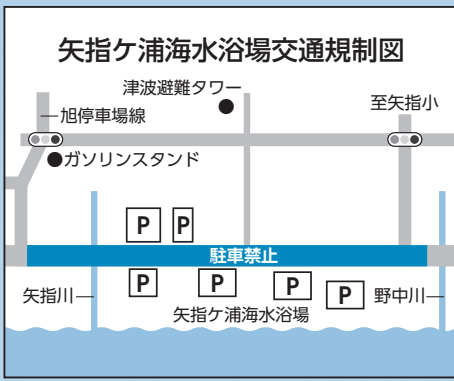 矢指ケ浦海水浴場交通規制図
津波避難タワー
旭停車場線
至矢指小
ガソリンスタンド
P P
駐車禁止
P P P P
矢指川
矢指ケ浦海水浴場
野中川